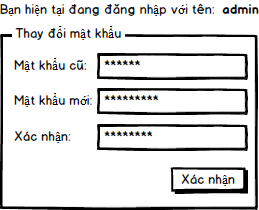 Bạn hiện tại đang đăng nhập với tên: admin
Thay đổi mật khẩu
Mật khẩu cũ: ******
Mật khẩu mới: *********
Xác nhận: ********
Xác nhận